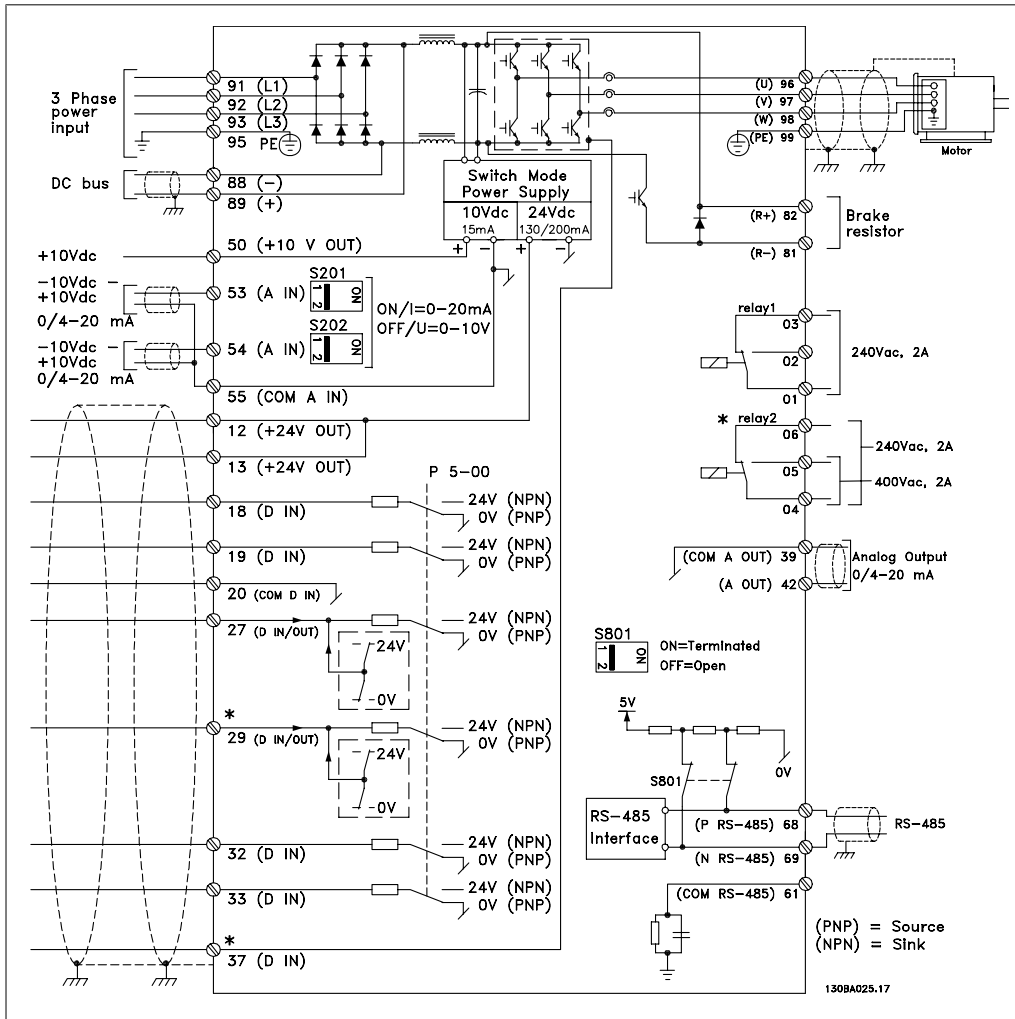 3 Phase
power
input
91 (L1)
92 (L2)
93 (L3)
95 PE
DC bus
88 (-)
89 (+)
Switch Mode
Power Supply
10Vdc
15mA
24Vdc
130/200mA
+ - + -
(U) 96
(V) 97
(W) 98
(PE) 99
Motor
(R+) 82
(R-) 81
Brake
resistor
+10Vdc
50 (+10 V OUT)
-10Vdc -
+10Vdc
0/4-20 mA
53 (A IN)
S201
1 2
ON
ON/I=0-20mA
OFF/U=0-10V
-10Vdc -
+10Vdc
0/4-20 mA
54 (A IN)
S202
1 2
ON
55 (COM A IN)
12 (+24V OUT)
13 (+24V OUT)
P 5-00
18 (D IN)
24V (NPN)
0V (PNP)
19 (D IN)
24V (NPN)
0V (PNP)
20 (COM D IN)
27 (D IN/OUT)
24V (NPN)
0V (PNP)
24V
0V
*
29 (D IN/OUT)
24V (NPN)
0V (PNP)
24V
0V
32 (D IN)
24V (NPN)
0V (PNP)
33 (D IN)
24V (NPN)
0V (PNP)
*
37 (D IN)
relay1
03
02
01
240Vac, 2A
* relay2
06
05
04
240Vac, 2A
400Vac, 2A
(COM A OUT) 39
(A OUT) 42
Analog Output
0/4-20 mA
S801
1 2
ON
ON=Terminated
OFF=Open
5V
S801
0V
RS-485
Interface
(P RS-485) 68
(N RS-485) 69
RS-485
(COM RS-485) 61
(PNP) = Source
(NPN) = Sink
130BA025.17